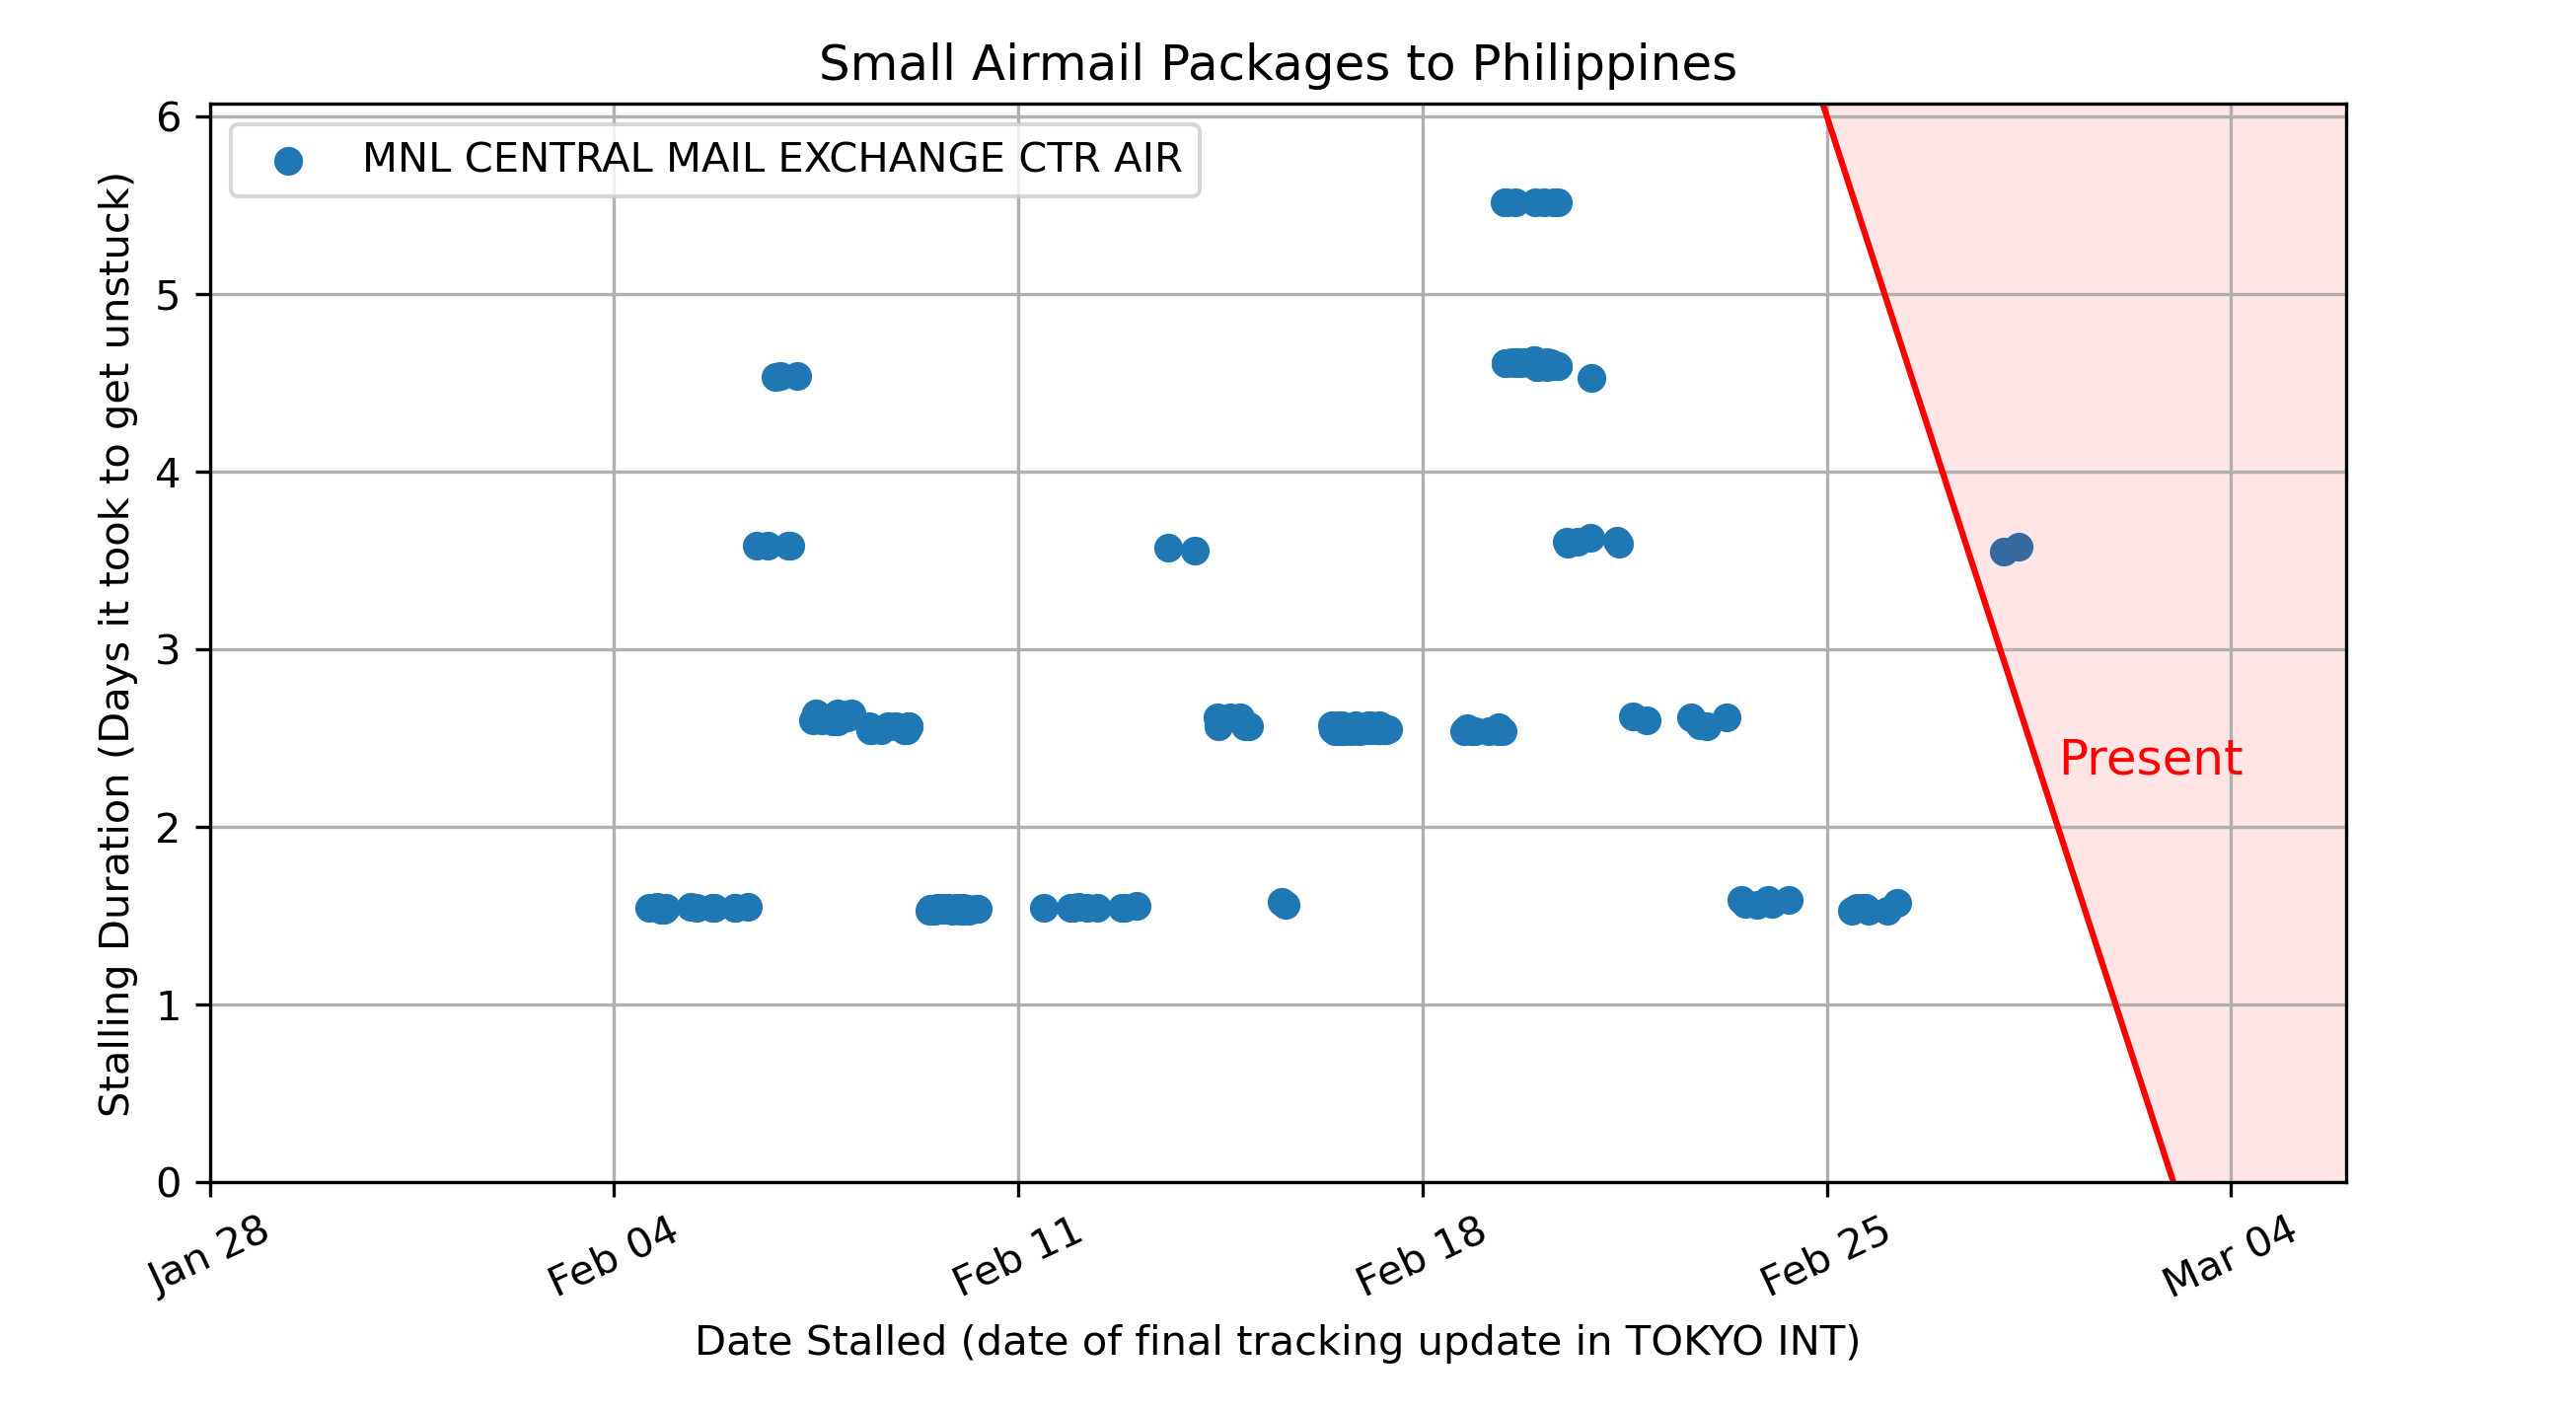 Small Airmail Packages to Philippines
MNL CENTRAL MAIL EXCHANGE CTR AIR
Stalling Duration (Days it took to get unstuck)
6
5
4
3
2
1
0
Present
Jan 28
Feb 04
Feb 11
Feb 18
Feb 25
Mar 04
Date Stalled (date of final tracking update in TOKYO INT)